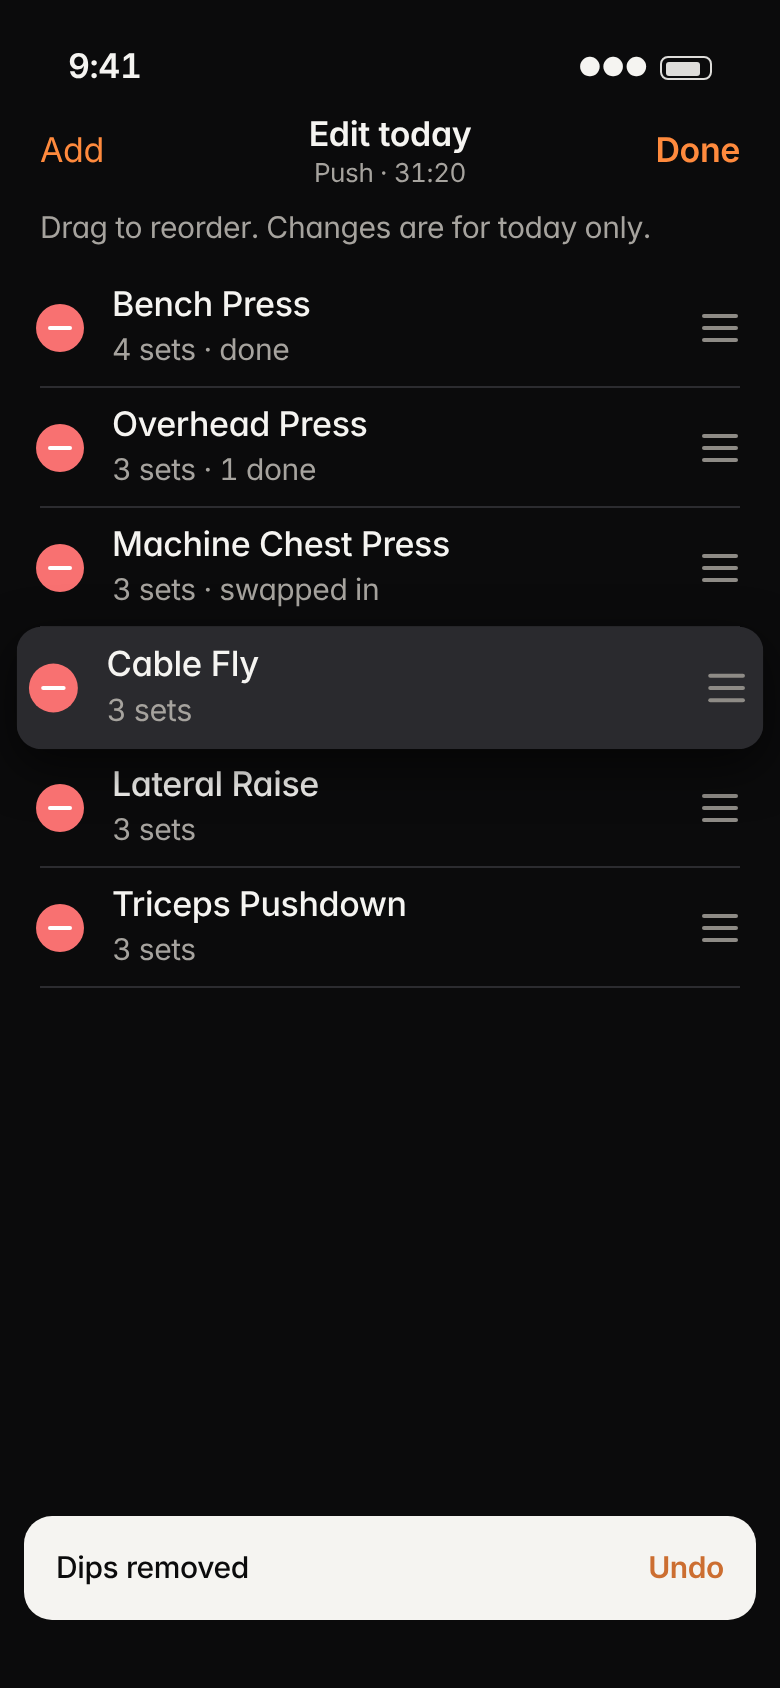 9:41
Add
Edit today
Done
Push · 31:20
Drag to reorder. Changes are for today only.
Bench Press
4 sets · done
Overhead Press
3 sets · 1 done
Machine Chest Press
3 sets · swapped in
Cable Fly
3 sets
Lateral Raise
3 sets
Triceps Pushdown
3 sets
Dips removed
Undo